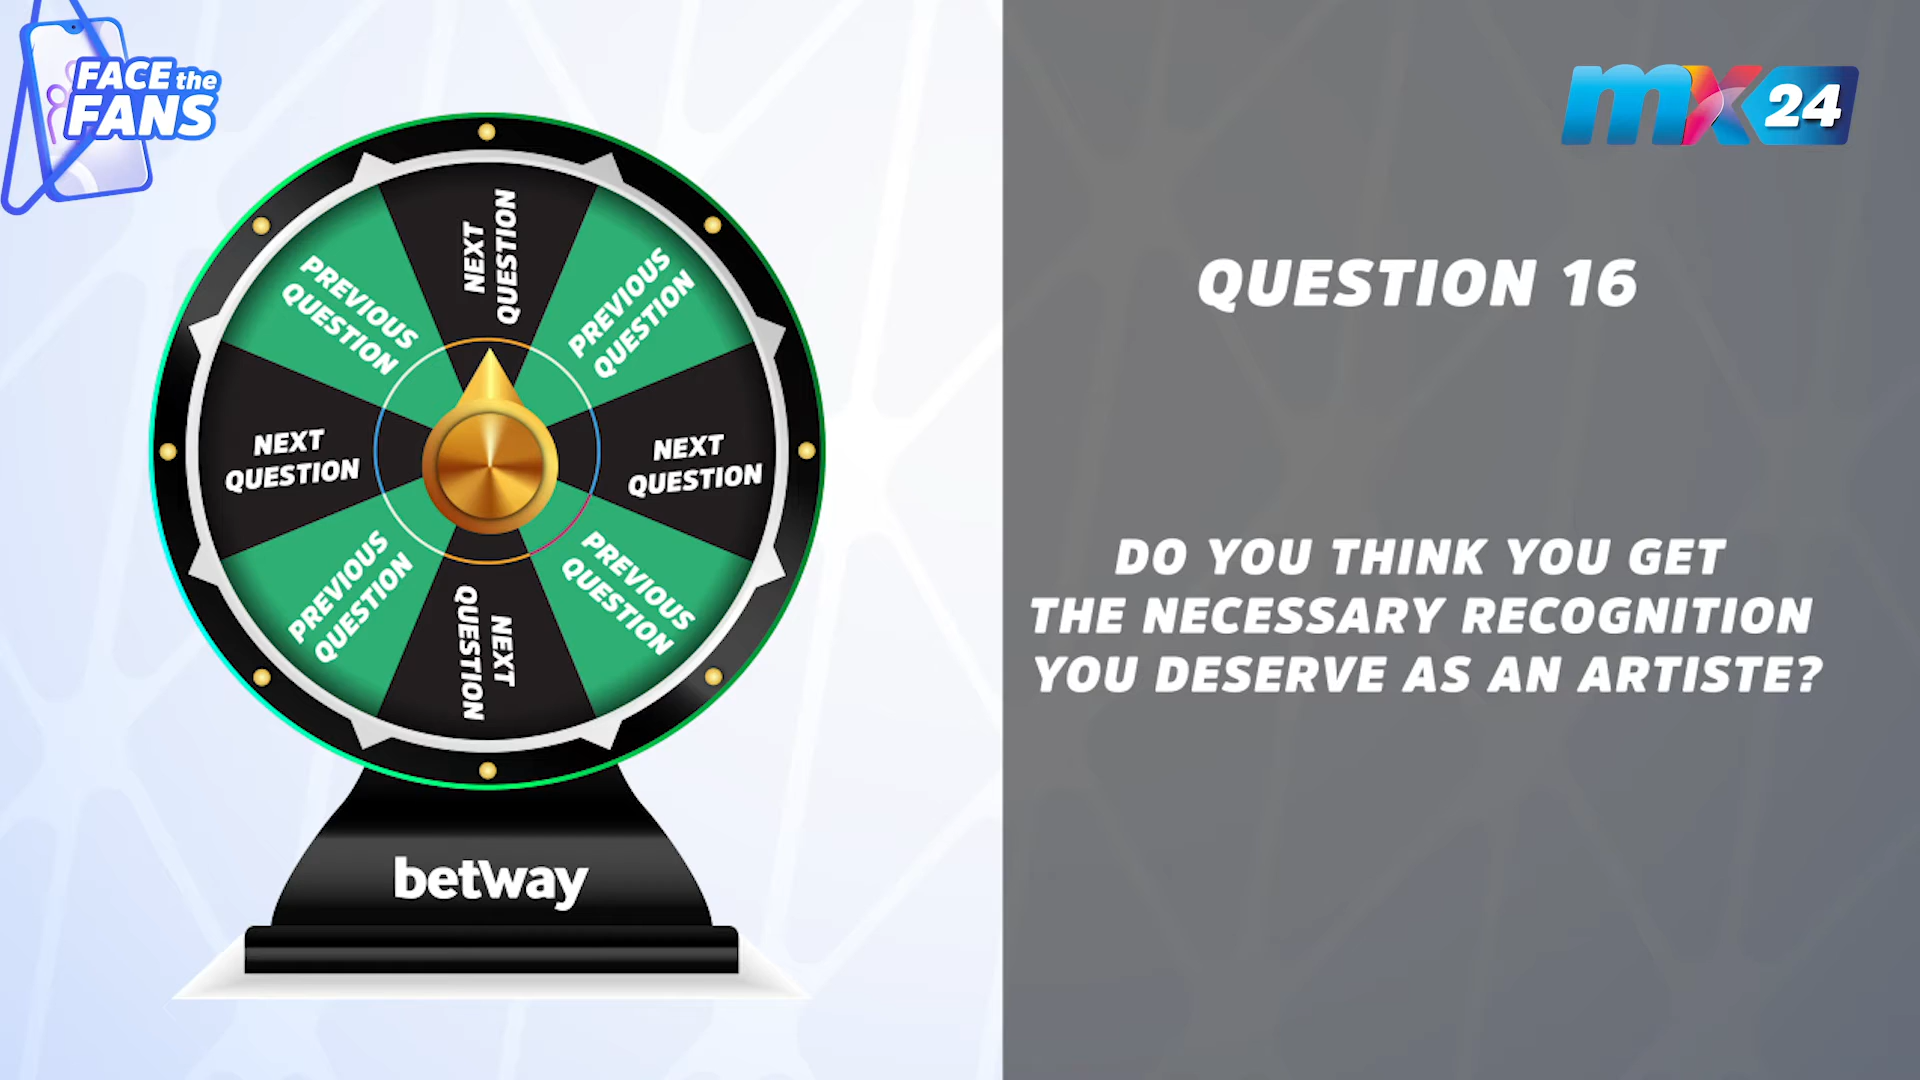 FACE the
FANS
mx24
NEXT
QUESTION
PREVIOUS
QUESTION
NEXT
QUESTION
PREVIOUS
QUESTION
NEXT
QUESTION
PREVIOUS
QUESTION
NEXT
QUESTION
PREVIOUS
QUESTION
betway
QUESTION 16
DO YOU THINK YOU GET
THE NECESSARY RECOGNITION
YOU DESERVE AS AN ARTISTE?